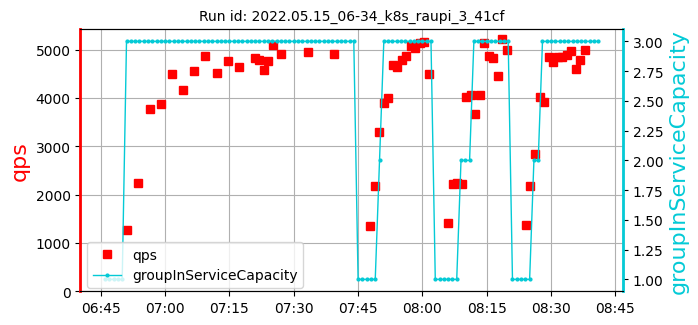 Run id: 2022.05.15_06-34_k8s_raupi_3_41cf
qps
5000
4000
3000
2000
1000
0
3.00
2.75
2.50
2.25
2.00
1.75
1.50
1.25
1.00
groupInServiceCapacity
qps
groupInServiceCapacity
06:45 07:00 07:15 07:30 07:45 08:00 08:15 08:30 08:45